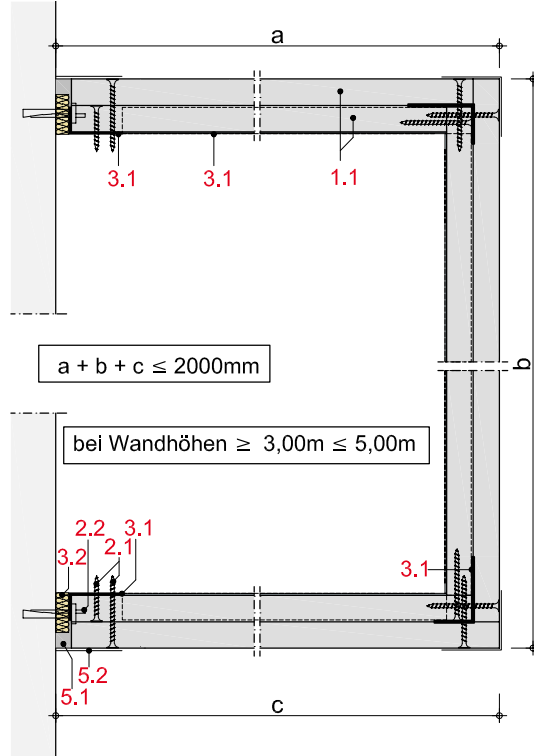 a
3.1
3.1
1.1
b
a + b + c ≤ 2000mm
bei Wandhöhen ≥ 3,00m ≤ 5,00m
2.2
3.1
2.1
3.2
3.1
5.2
5.1
c